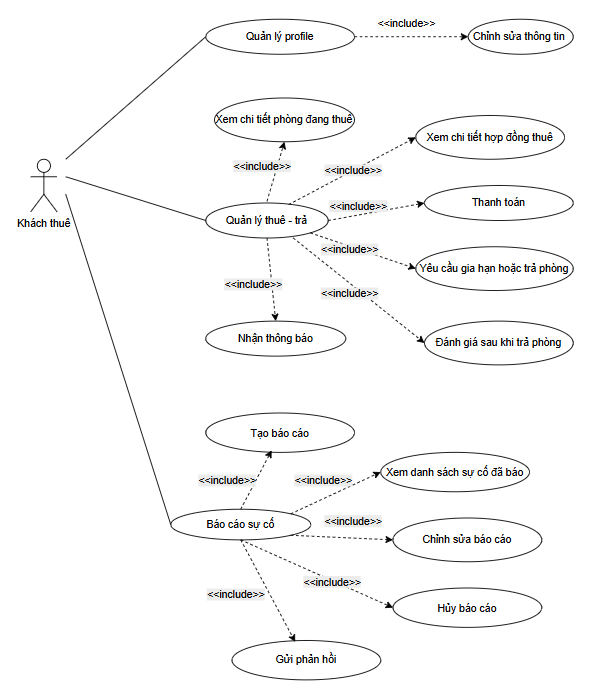 Quản lý profile
<<include>>
Chỉnh sửa thông tin
Xem chi tiết phòng đang thuê
<<include>>
Xem chi tiết hợp đồng thuê
<<include>>
Khách thuê
Quản lý thuê - trả
<<include>>
Thanh toán
<<include>>
Yêu cầu gia hạn hoặc trả phòng
<<include>>
<<include>>
Nhận thông báo
Đánh giá sau khi trả phòng
Tạo báo cáo
<<include>>
<<include>>
Xem danh sách sự cố đã báo
Báo cáo sự cố
<<include>>
Chỉnh sửa báo cáo
<<include>>
Hủy báo cáo
<<include>>
Gửi phản hồi